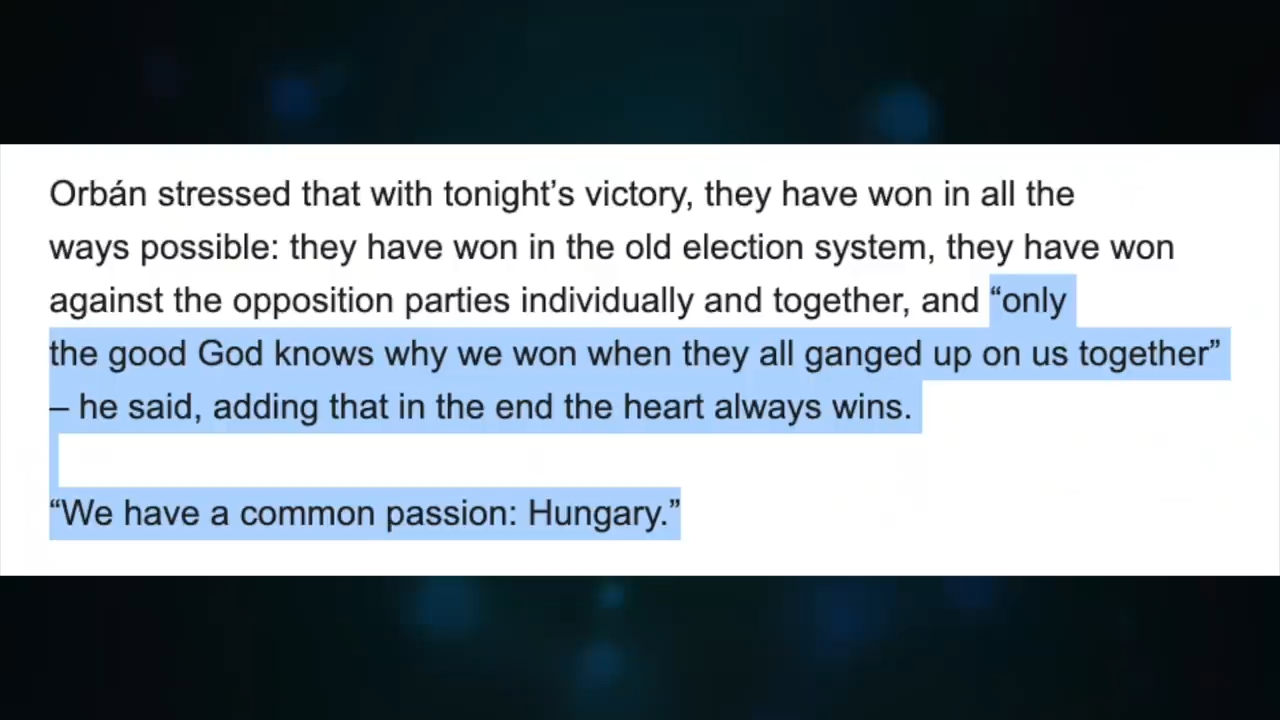 Orbán stressed that with tonight’s victory, they have won in all the
ways possible: they have won in the old election system, they have won
against the opposition parties individually and together, and “only
the good God knows why we won when they all ganged up on us together”
– he said, adding that in the end the heart always wins.
“We have a common passion: Hungary.”